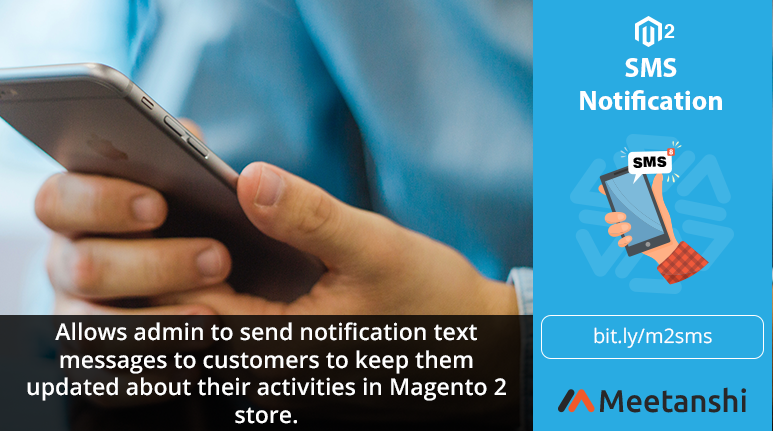 Allows admin to send notification text
messages to customers to keep them
updated about their activities in Magento 2
store.
2
SMS
Notification
SMS
8
bit.ly/m2sms
Meetanshi